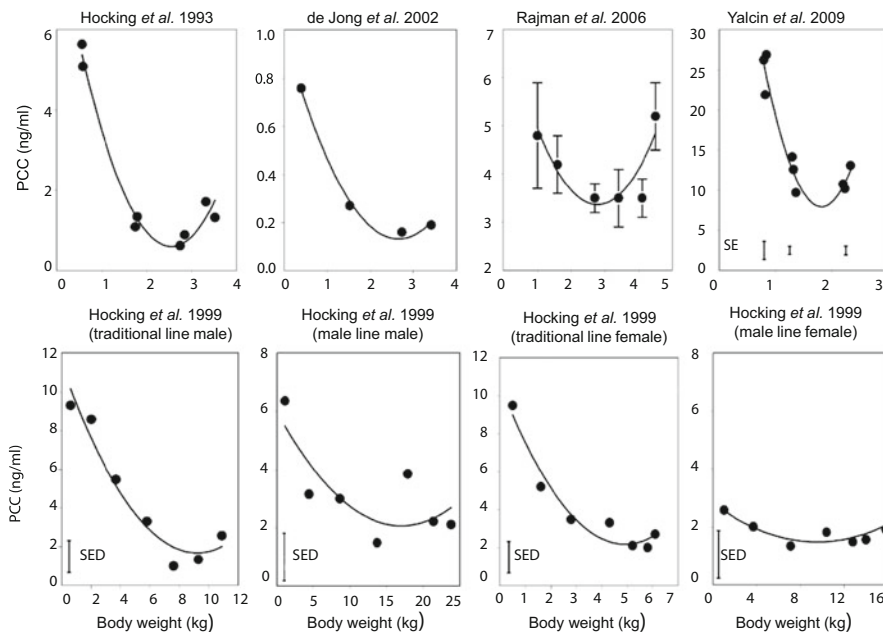 Hocking et al. 1993
de Jong et al. 2002
Rajman et al. 2006
Yalcin et al. 2009
PCC (ng/ml)
6
4
2
0
0 1 2 3 4
1.0
0.8
0.6
0.4
0.2
0.0
0 1 2 3 4
7
6
5
4
3
2
0 1 2 3 4 5
30
25
20
15
10
5
0
SE
0 1 2 3
Hocking et al. 1999
(traditional line male)
Hocking et al. 1999
(male line male)
Hocking et al. 1999
(traditional line female)
Hocking et al. 1999
(male line female)
PCC (ng/ml)
12
10
8
6
4
2
0
SED
0 2 4 6 8 10 12
Body weight (kg)
8
6
4
2
0
SED
0 5 10 15 20 25
Body weight (kg)
12
10
8
6
4
2
0
SED
0 1 2 3 4 5 6 7
Body weight (kg)
8
6
4
2
0
SED
0 4 8 12 16
Body weight (kg)